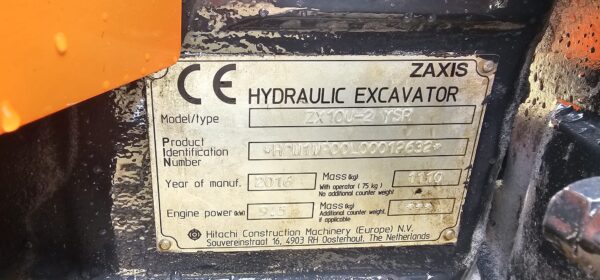 ZAXIS
CE HYDRAULIC EXCAVATOR
Model/type ZX10U-2 YSR
Product
Identification
Number
Year of manuf. 2016 Mass(kg) 1110
With operator (75 kg)
No additional counter weight
Engine power(kW) Mass(kg) ***
Additional counter weight,
if applicable
Hitachi Construction Machinery (Europe) N.V.
Souvereinstraat 16, 4903 RH Oosterhout, The Netherlands